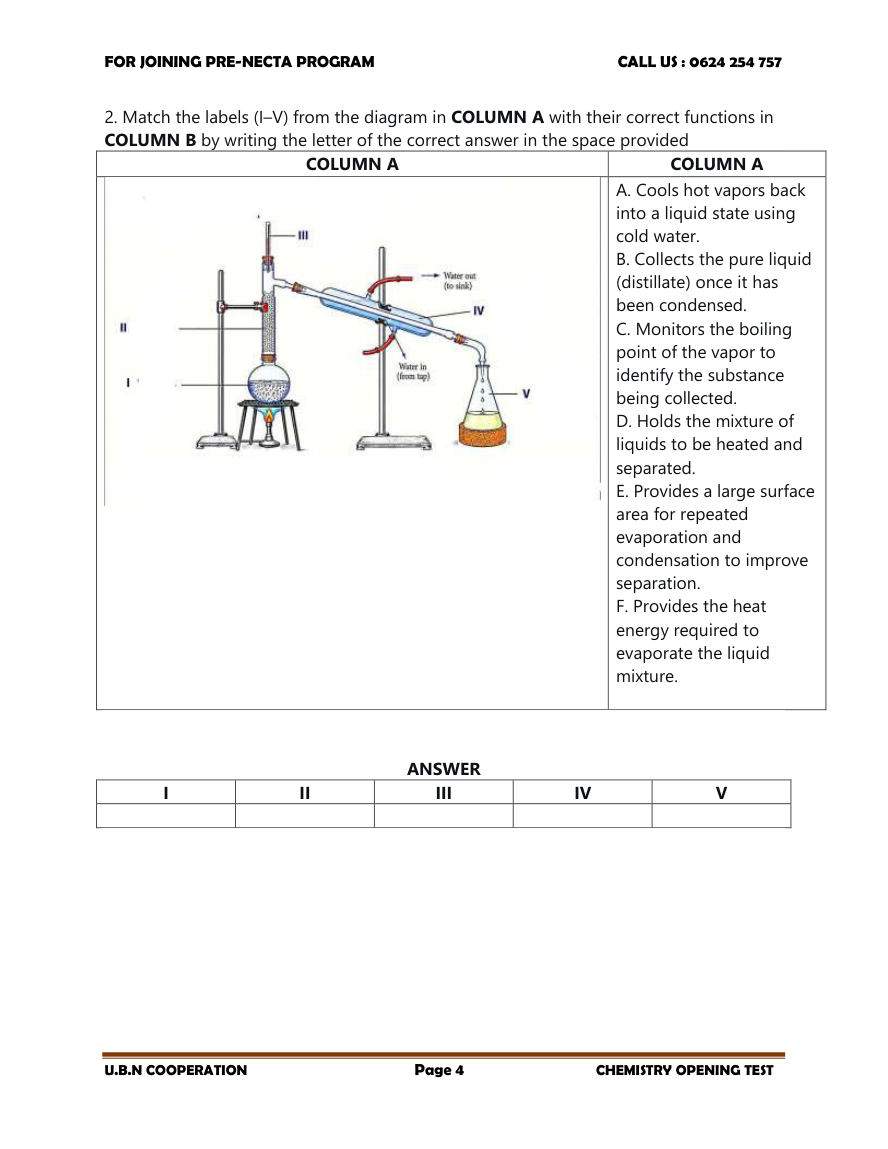 FOR JOINING PRE-NECTA PROGRAM CALL US : 0624 254 757
2. Match the labels (I–V) from the diagram in COLUMN A with their correct functions in
COLUMN B by writing the letter of the correct answer in the space provided
COLUMN A COLUMN A
III
Water out
(to sink)
IV
II
Water in
(from tap)
I
V
A. Cools hot vapors back
into a liquid state using
cold water.
B. Collects the pure liquid
(distillate) once it has
been condensed.
C. Monitors the boiling
point of the vapor to
identify the substance
being collected.
D. Holds the mixture of
liquids to be heated and
separated.
E. Provides a large surface
area for repeated
evaporation and
condensation to improve
separation.
F. Provides the heat
energy required to
evaporate the liquid
mixture.
ANSWER
I II III IV V
U.B.N COOPERATION Page 4 CHEMISTRY OPENING TEST